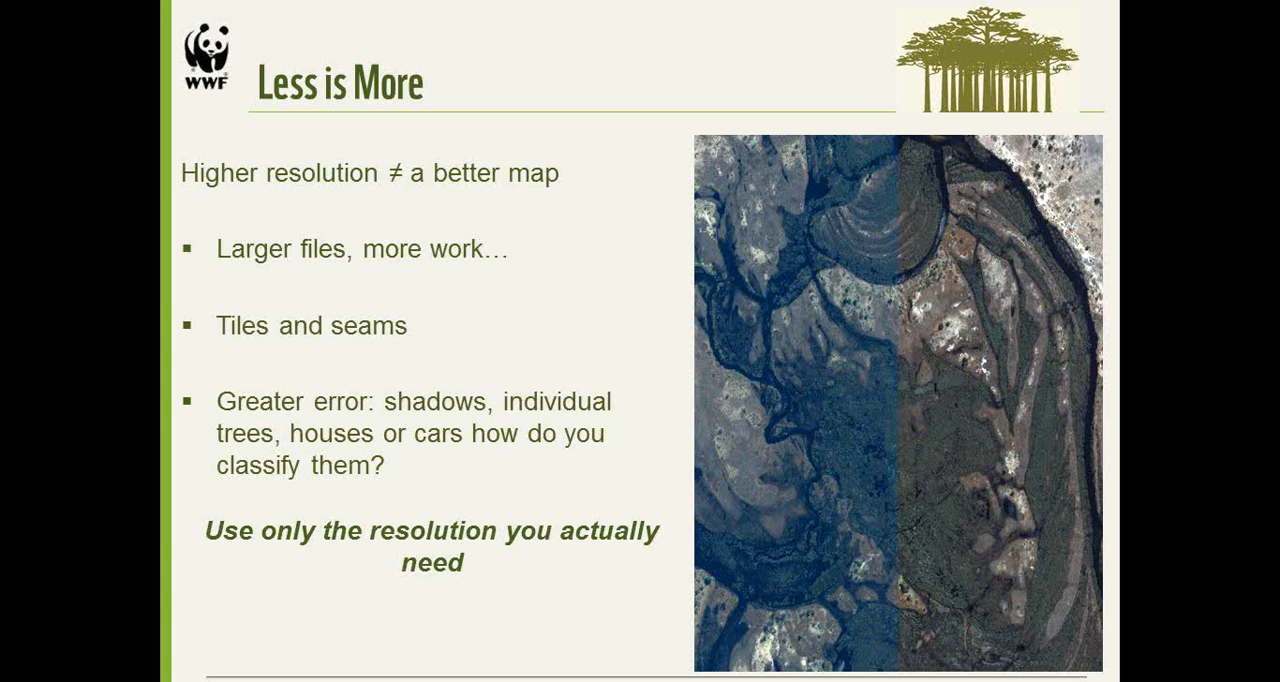 WWF
Less is More
Higher resolution ≠ a better map
▪ Larger files, more work…
▪ Tiles and seams
▪ Greater error: shadows, individual
trees, houses or cars how do you
classify them?
Use only the resolution you actually
need